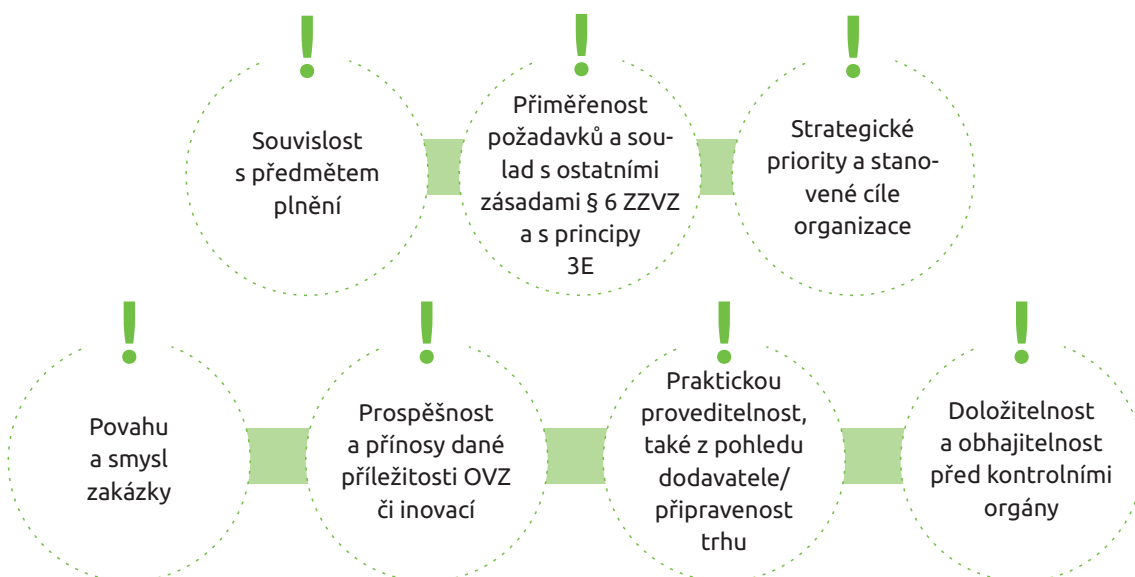 !
!
!
Souvislost
s předmětem
plnění
Přiměřenost
požadavků a sou-
lad s ostatními
zásadami § 6 ZZVZ
a s principy
3E
Strategické
priority a stano-
vené cíle
organizace
!
!
!
!
Povahu
a smysl
zakázky
Prospěšnost
a přínosy dané
příležitosti OVZ
či inovací
Praktickou
proveditelnost,
také z pohledu
dodavatele/
připravenost
trhu
Doložitelnost
a obhajitelnost
před kontrolními
orgány